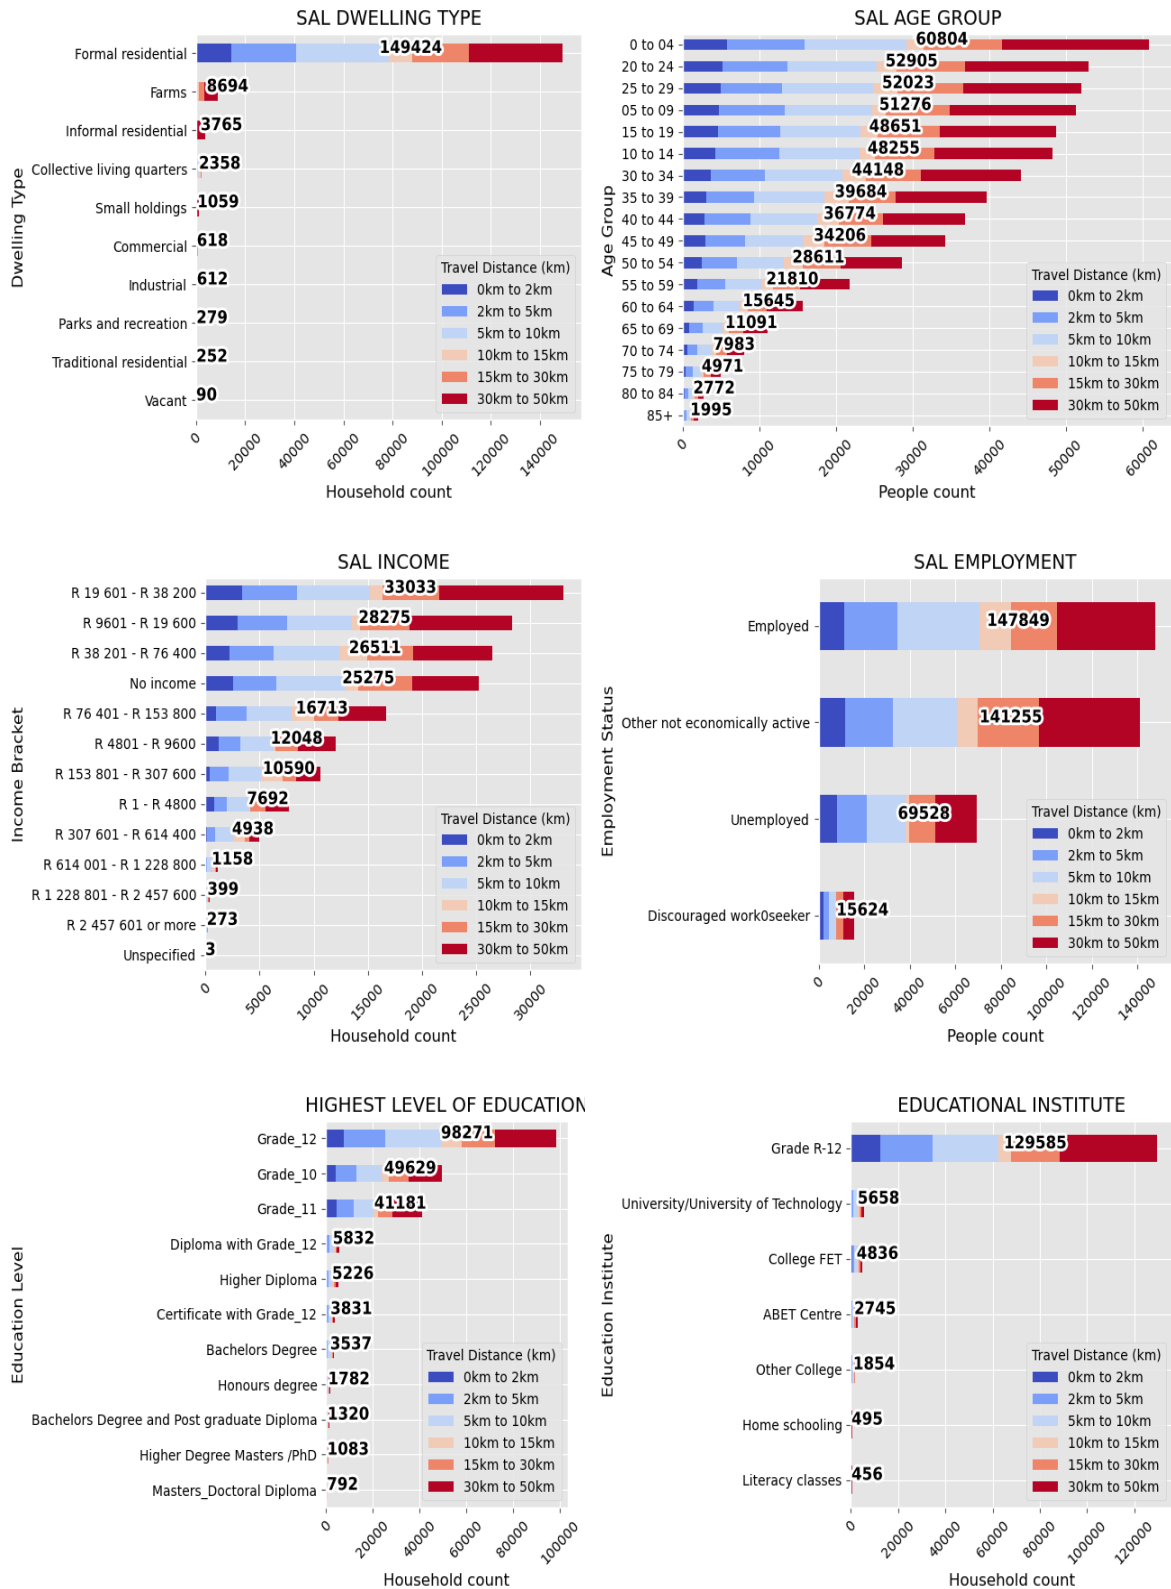 SAL DWELLING TYPE
Dwelling Type
Formal residential
149424
Farms
8694
Informal residential
3765
Collective living quarters
2358
Small holdings
1059
Commercial
618
Industrial
612
Parks and recreation
279
Traditional residential
252
Vacant
90
Travel Distance (km)
0km to 2km
2km to 5km
5km to 10km
10km to 15km
15km to 30km
30km to 50km
0
20000
40000
60000
80000
100000
120000
140000
Household count
SAL AGE GROUP
Age Group
0 to 04
60804
20 to 24
52905
25 to 29
52023
05 to 09
51276
15 to 19
48651
10 to 14
48255
30 to 34
44148
35 to 39
39684
40 to 44
36774
45 to 49
34206
50 to 54
28611
55 to 59
21810
60 to 64
15645
65 to 69
11091
70 to 74
7983
75 to 79
4971
80 to 84
2772
85+
1995
Travel Distance (km)
0km to 2km
2km to 5km
5km to 10km
10km to 15km
15km to 30km
30km to 50km
0
10000
20000
30000
40000
50000
60000
People count
SAL INCOME
Income Bracket
R 19 601 - R 38 200
33033
R 9601 - R 19 600
28275
R 38 201 - R 76 400
26511
No income
25275
R 76 401 - R 153 800
16713
R 4801 - R 9600
12048
R 153 801 - R 307 600
10590
R 1 - R 4800
7692
R 307 601 - R 614 400
4938
R 614 001 - R 1 228 800
1158
R 1 228 801 - R 2 457 600
399
R 2 457 601 or more
273
Unspecified
3
Travel Distance (km)
0km to 2km
2km to 5km
5km to 10km
10km to 15km
15km to 30km
30km to 50km
0
5000
10000
15000
20000
25000
30000
Household count
SAL EMPLOYMENT
Employment Status
Employed
147849
Other not economically active
141255
Unemployed
69528
Discouraged work0seeker
15624
Travel Distance (km)
0km to 2km
2km to 5km
5km to 10km
10km to 15km
15km to 30km
30km to 50km
0
20000
40000
60000
80000
100000
120000
140000
People count
HIGHEST LEVEL OF EDUCATION
Education Level
Grade_12
98271
Grade_10
49629
Grade_11
41181
Diploma with Grade_12
5832
Higher Diploma
5226
Certificate with Grade_12
3831
Bachelors Degree
3537
Honours degree
1782
Bachelors Degree and Post graduate Diploma
1320
Higher Degree Masters /PhD
1083
Masters_Doctoral Diploma
792
Travel Distance (km)
0km to 2km
2km to 5km
5km to 10km
10km to 15km
15km to 30km
30km to 50km
0
20000
40000
60000
80000
100000
Household count
EDUCATIONAL INSTITUTE
Education Institute
Grade R-12
129585
University/University of Technology
5658
College FET
4836
ABET Centre
2745
Other College
1854
Home schooling
495
Literacy classes
456
Travel Distance (km)
0km to 2km
2km to 5km
5km to 10km
10km to 15km
15km to 30km
30km to 50km
0
20000
40000
60000
80000
100000
120000
Household count